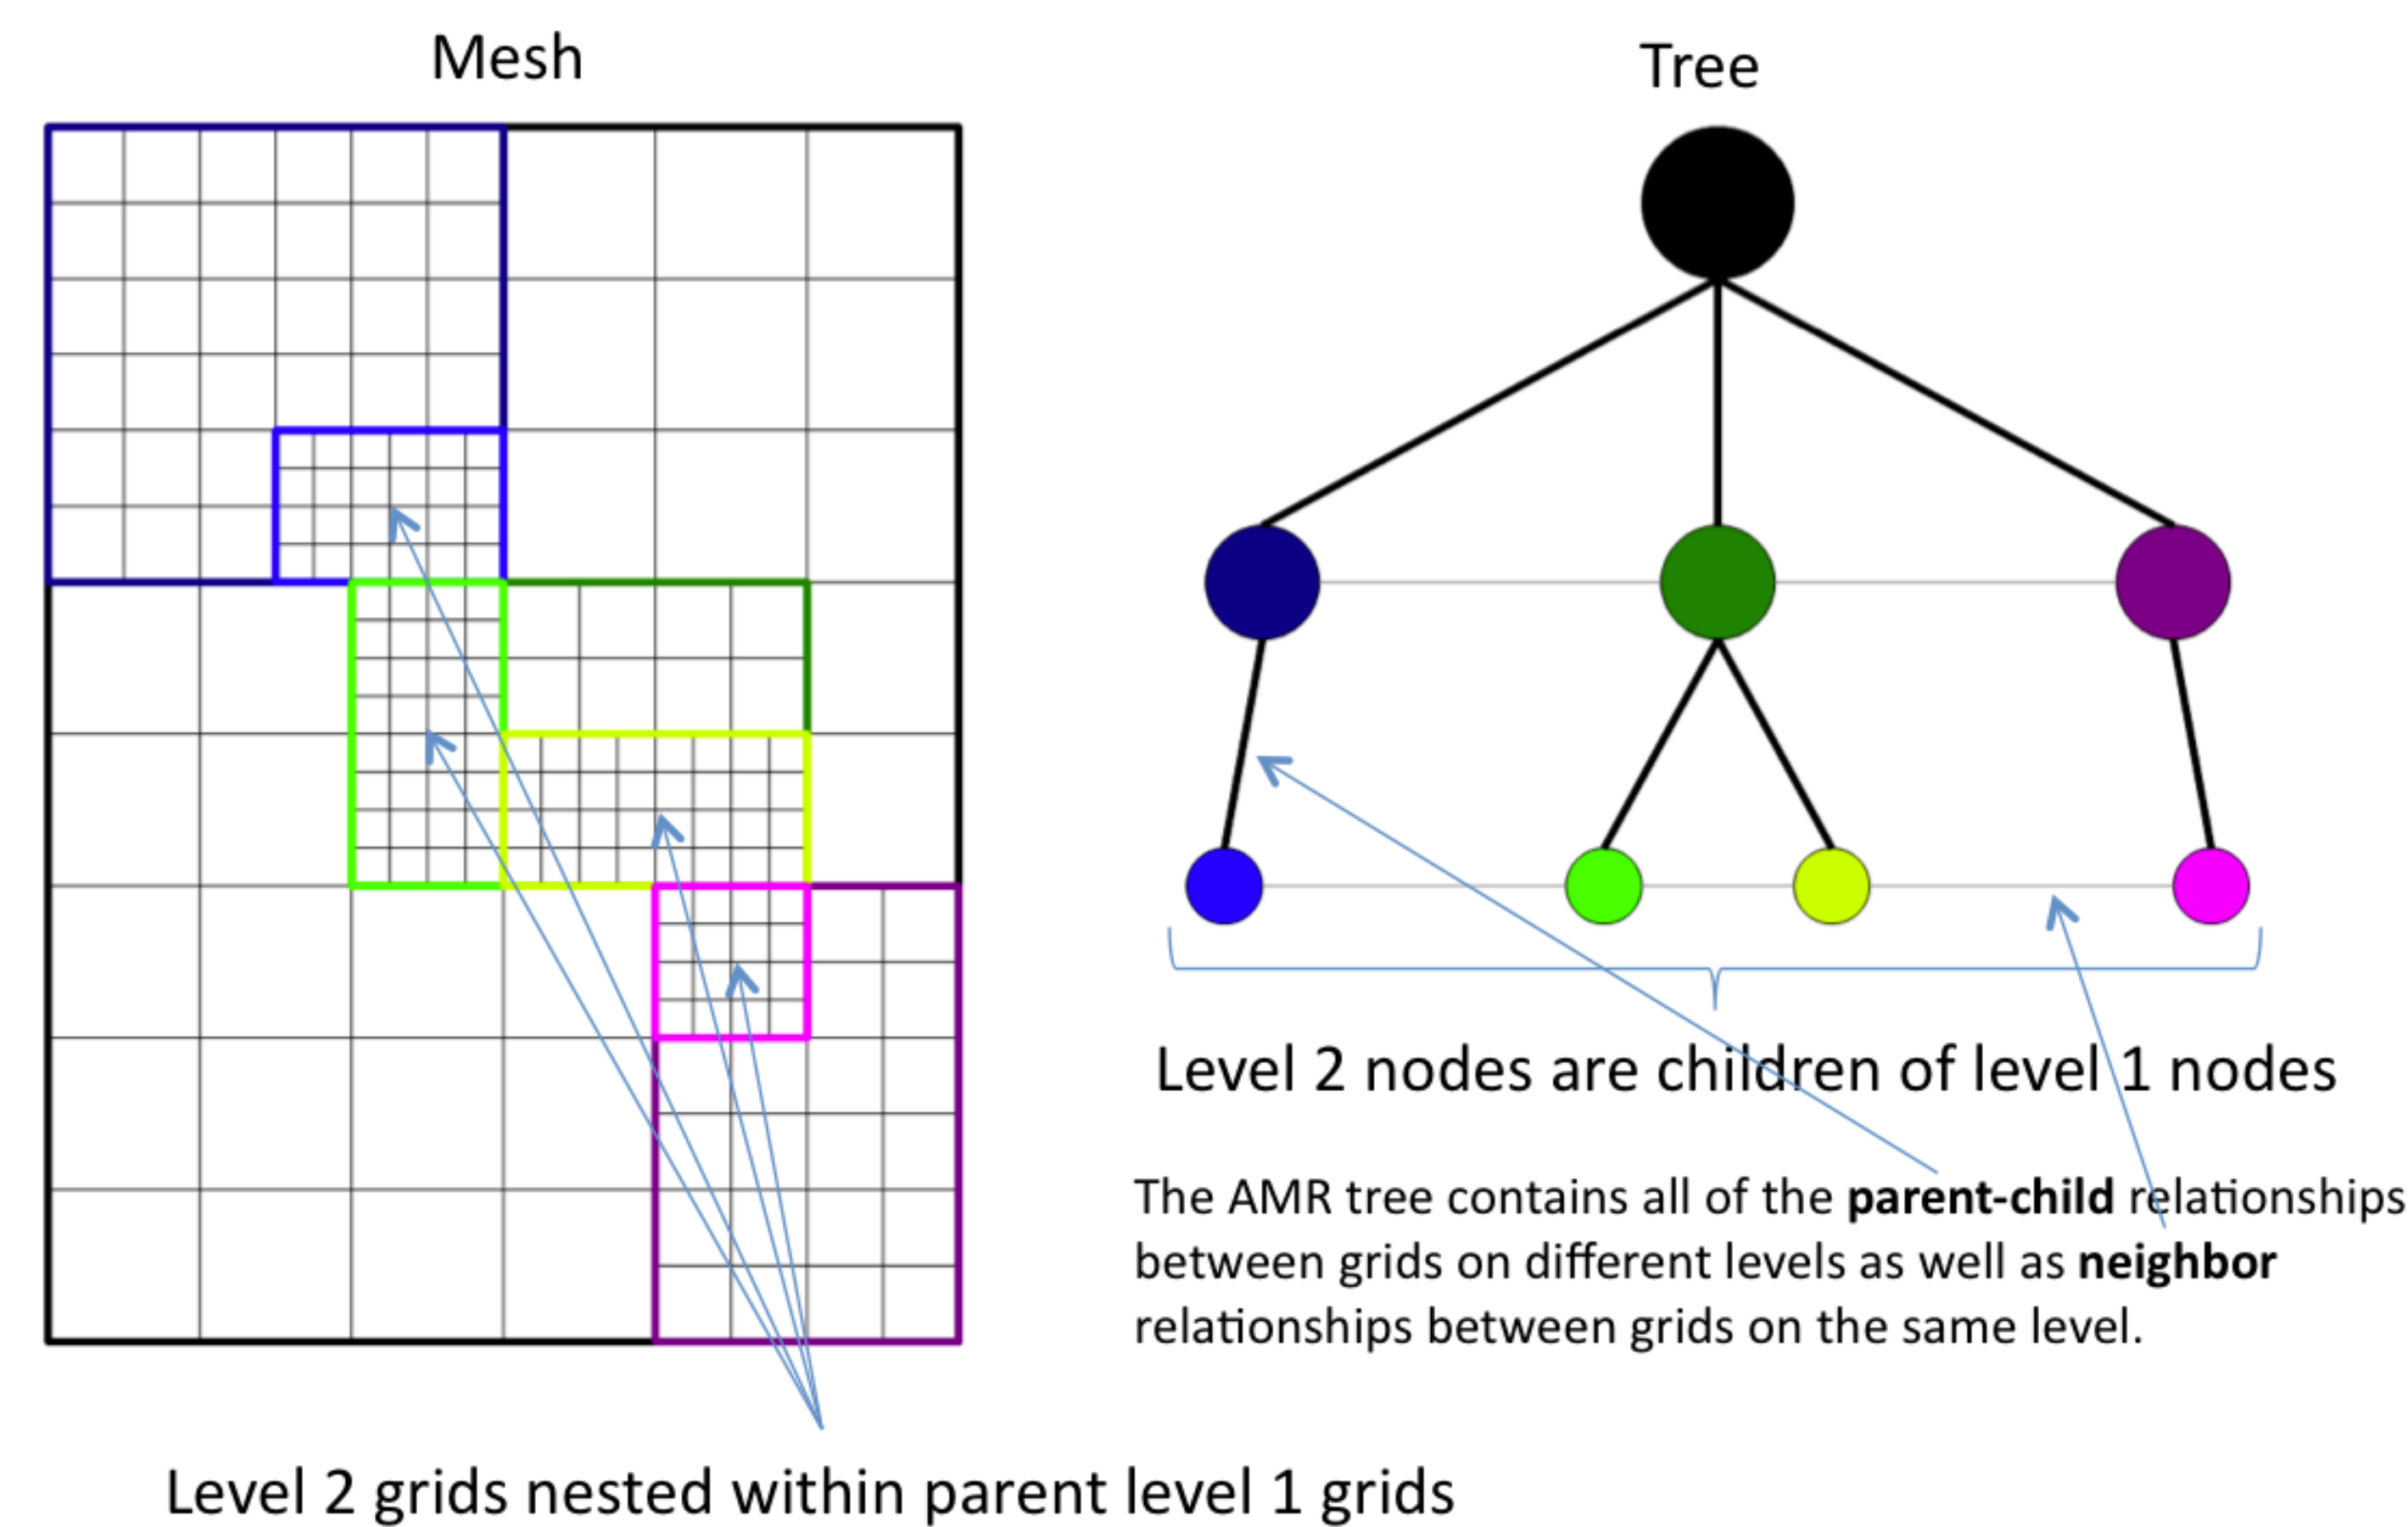 Mesh
Tree
Level 2 nodes are children of level 1 nodes
The AMR tree contains all of the parent-child relationships
between grids on different levels as well as neighbor
relationships between grids on the same level.
Level 2 grids nested within parent level 1 grids